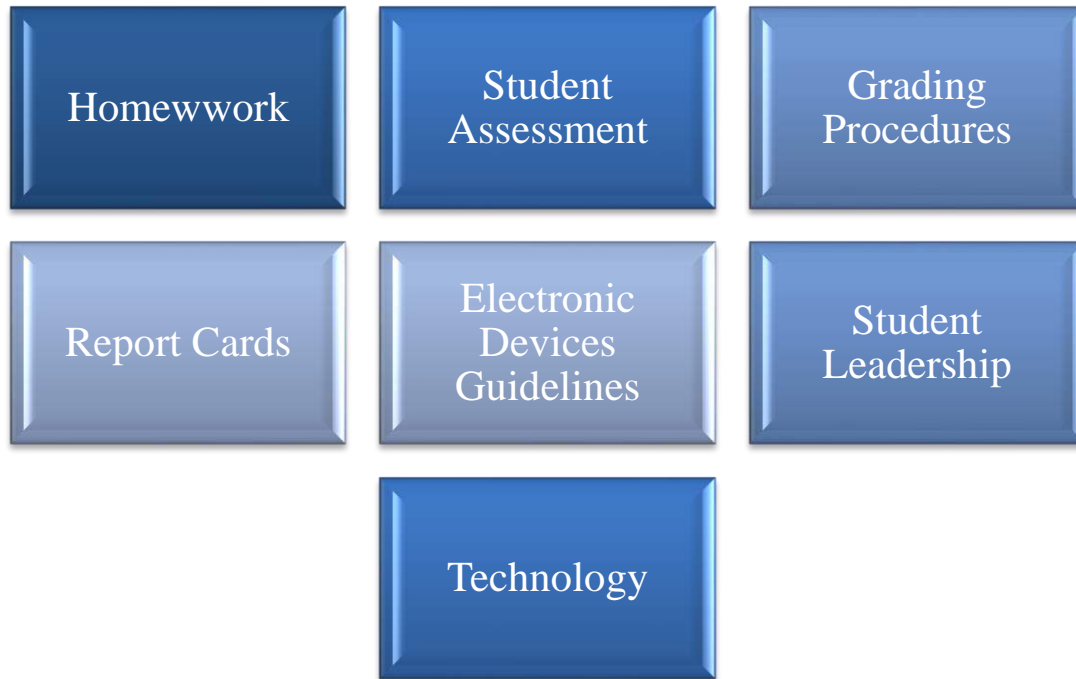 Homewwork
Student
Assessment
Grading
Procedures
Report Cards
Electronic
Devices
Guidelines
Student
Leadership
Technology